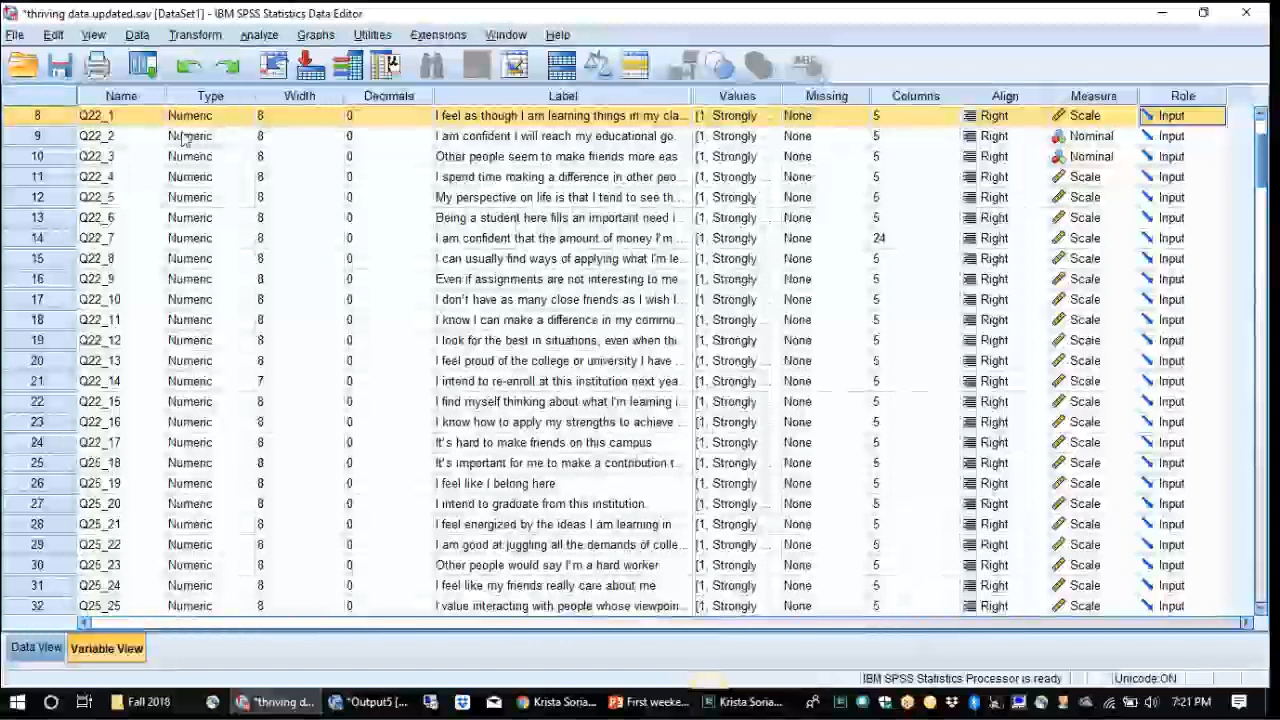 *thriving data.updated.sav [DataSet1] - IBM SPSS Statistics Data Editor
File Edit View Data Transform Analyze Graphs Utilities Extensions Window Help
Name Type Width Decimals Label Values Missing Columns Align Measure Role
8 Q22_1 Numeric 8 0 I feel as though I am learning things in my cla... {1, Strongly None 5 Right Scale Input
9 Q22_2 Numeric 8 0 I am confident I will reach my educational go. {1, Strongly ... None 5 Right Nominal Input
10 Q22_3 Numeric 8 0 Other people seem to make friends more eas {1, Strongly None 5 Right Nominal Input
11 Q22_4 Numeric 8 0 I spend time making a difference in other peo... {1, Strongly None 5 Right Scale Input
12 Q22_5 Numeric 8 0 My perspective on life is that I tend to see th... {1, Strongly None 5 Right Scale Input
13 Q22_6 Numeric 8 0 Being a student here fills an important need i {1, Strongly None 5 Right Scale Input
14 Q22_7 Numeric 8 0 I am confident that the amount of money I'm ... {1, Strongly None 24 Right Scale Input
15 Q22_8 Numeric 8 0 I can usually find ways of applying what I'm le... {1, Strongly None 5 Right Scale Input
16 Q22_9 Numeric 8 0 Even if assignments are not interesting to me {1, Strongly ... None 5 Right Scale Input
17 Q22_10 Numeric 8 0 I don't have as many close friends as I wish I... {1, Strongly ... None 5 Right Scale Input
18 Q22_11 Numeric 8 0 I know I can make a difference in my commu... {1, Strongly None 5 Right Scale Input
19 Q22_12 Numeric 8 0 I look for the best in situations, even when thi {1, Strongly ... None 5 Right Scale Input
20 Q22_13 Numeric 8 0 I feel proud of the college or university I have ... {1, Strongly ... None 5 Right Scale Input
21 Q22_14 Numeric 7 0 I intend to re-enroll at this institution next yea... {1, Strongly ... None 5 Right Scale Input
22 Q22_15 Numeric 8 0 I find myself thinking about what I'm learning i... {1, Strongly ... None 5 Right Scale Input
23 Q22_16 Numeric 8 0 I know how to apply my strengths to achieve ... {1, Strongly None 5 Right Scale Input
24 Q22_17 Numeric 8 0 It's hard to make friends on this campus {1, Strongly None 5 Right Scale Input
25 Q25_18 Numeric 8 0 It's important for me to make a contribution t... {1, Strongly ... None 5 Right Scale Input
26 Q25_19 Numeric 8 0 I feel like I belong here {1, Strongly ... None 5 Right Scale Input
27 Q25_20 Numeric 8 0 I intend to graduate from this institution. {1, Strongly ... None 5 Right Scale Input
28 Q25_21 Numeric 8 0 I feel energized by the ideas I am learning in {1, Strongly ... None 5 Right Scale Input
29 Q25_22 Numeric 8 0 I am good at juggling all the demands of colle... {1, Strongly ... None 5 Right Scale Input
30 Q25_23 Numeric 8 0 Other people would say I'm a hard worker {1, Strongly None 5 Right Scale Input
31 Q25_24 Numeric 8 0 I feel like my friends really care about me {1, Strongly None 5 Right Scale Input
32 Q25_25 Numeric 8 0 I value interacting with people whose viewpoin... {1, Strongly None 5 Right Scale Input
Data View Variable View
IBM SPSS Statistics Processor is ready Unicode:ON
Fall 2018 *thriving d... *Output5 [... Krista Soria... First weeke... Krista Soria... 7:21 PM